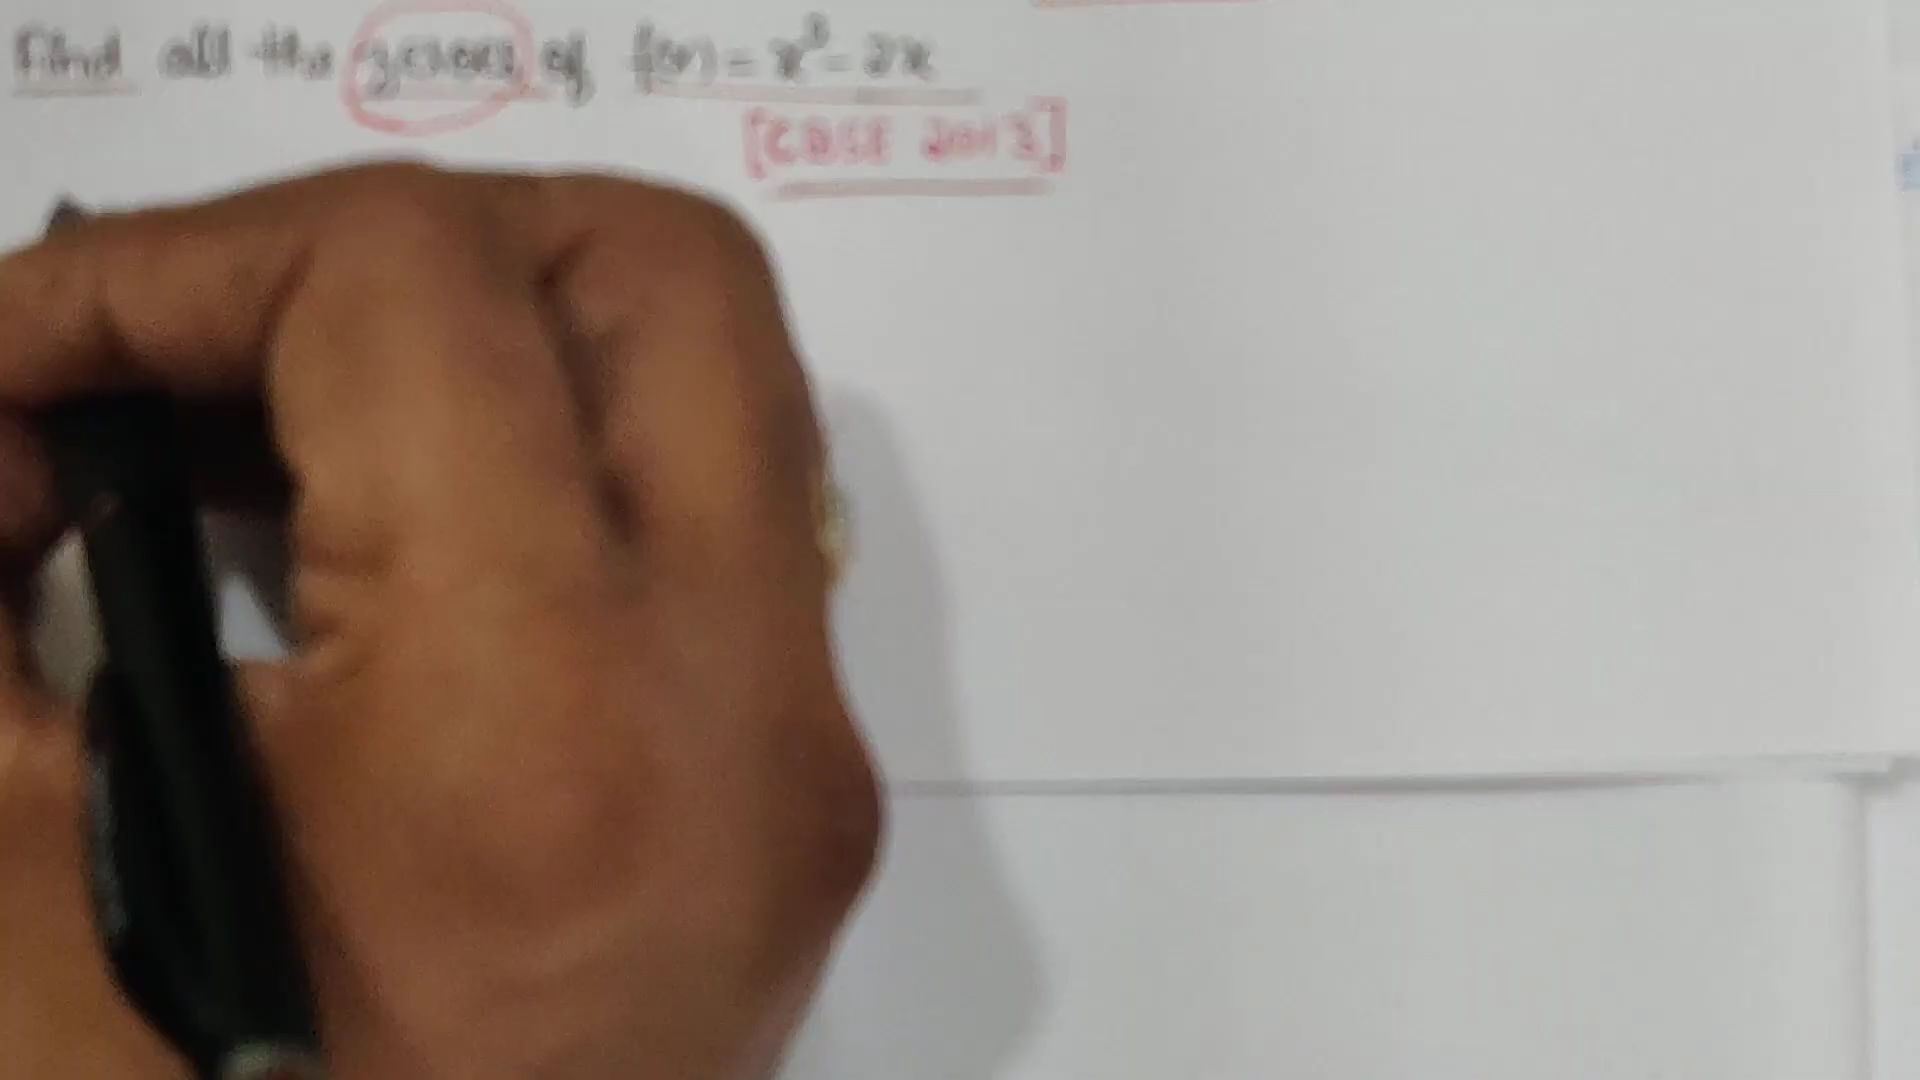 Find all the zeroes of f(x) = x³ - 2x
[CBSE 2013]